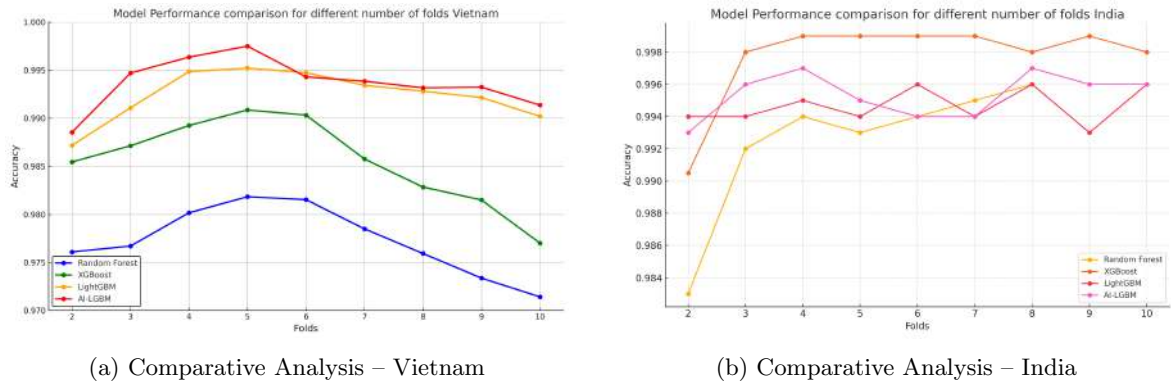 Model Performance comparison for different number of folds Vietnam
1.000
0.995
0.990
0.985
0.980
0.975
0.970
Accuracy
2 3 4 5 6 7 8 9 10
Folds
Random Forest
XGBoost
LightGBM
AI-LGBM
(a) Comparative Analysis – Vietnam
Model Performance comparison for different number of folds India
0.998
0.996
0.994
0.992
0.990
0.988
0.986
0.984
Accuracy
2 3 4 5 6 7 8 9 10
Folds
Random Forest
XGBoost
LightGBM
AI-LGBM
(b) Comparative Analysis – India